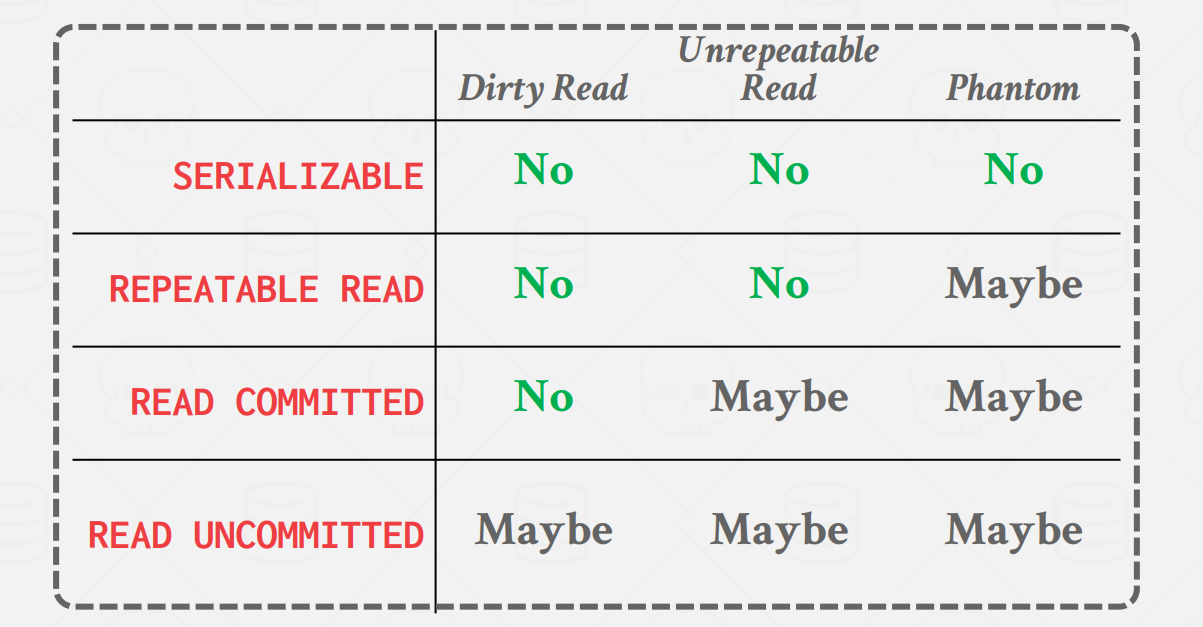 Dirty Read Unrepeatable Read Phantom
SERIALIZABLE No No No
REPEATABLE READ No No Maybe
READ COMMITTED No Maybe Maybe
READ UNCOMMITTED Maybe Maybe Maybe